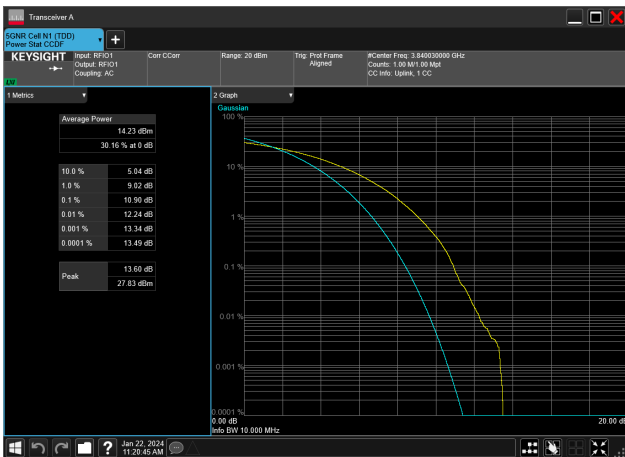 Transceiver A
5GNR Cell N1 (TDD)
Power Stat CCDF
KEYSIGHT
Input: RFIO1
Output: RFIO1
Coupling: AC
Corr CCorr
Range: 20 dBm
Trig: Prot Frame
Aligned
#Center Freq: 3.840030000 GHz
Counts: 1.00 M/1.00 Mpt
CC Info: Uplink, 1 CC
1 Metrics
Average Power
14.23 dBm
30.16 % at 0 dB
10.0 % 5.04 dB
1.0 % 9.02 dB
0.1 % 10.90 dB
0.01 % 12.24 dB
0.001 % 13.34 dB
0.0001 % 13.49 dB
Peak
13.60 dB
27.83 dBm
2 Graph
Gaussian
100 %
10 %
1 %
0.1 %
0.01 %
0.001 %
0.0001 %
0.00 dB 20.00 dB
Info BW 10.000 MHz
Jan 22, 2024
11:20:45 AM